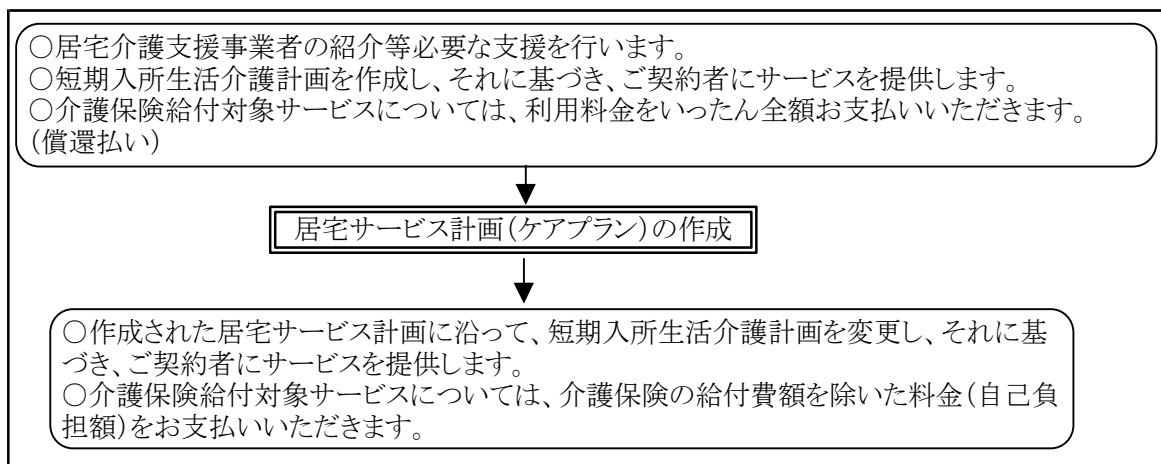 ○居宅介護支援事業者の紹介等必要な支援を行います。
○短期入所生活介護計画を作成し、それに基づき、ご契約者にサービスを提供します。
○介護保険給付対象サービスについては、利用料金をいったん全額お支払いいただきます。
(償還払い)
居宅サービス計画(ケアプラン)の作成
○作成された居宅サービス計画に沿って、短期入所生活介護計画を変更し、それに基
づき、ご契約者にサービスを提供します。
○介護保険給付対象サービスについては、介護保険の給付費額を除いた料金(自己負
担額)をお支払いいただきます。